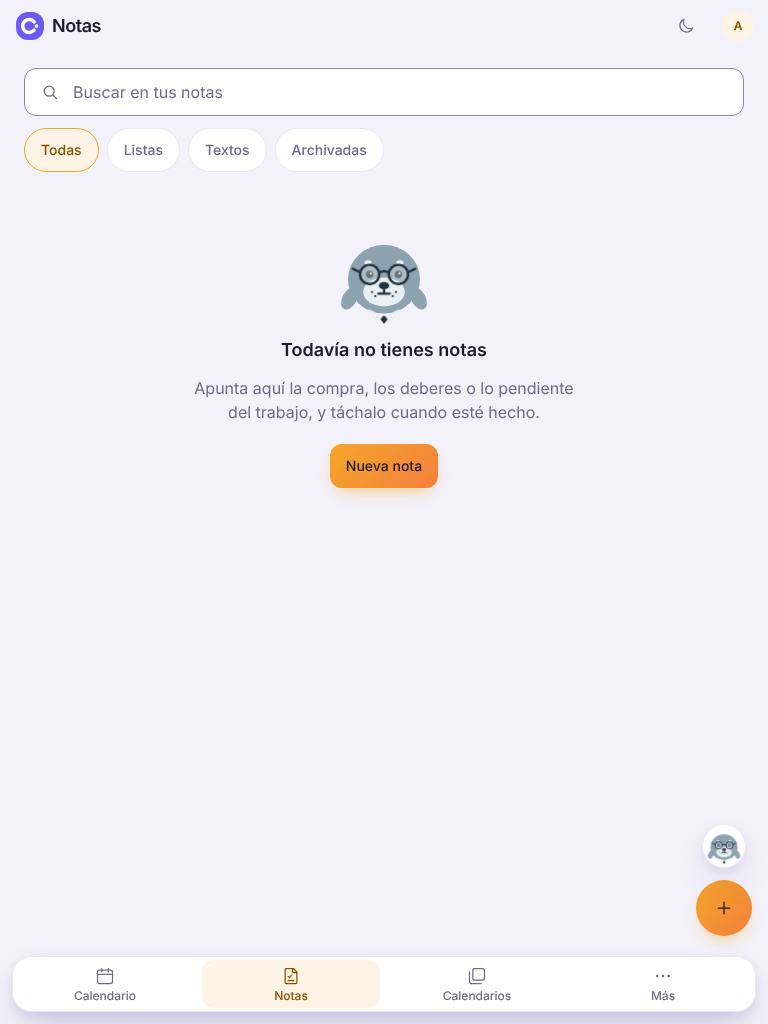 Notas
A
Buscar en tus notas
Todas
Listas
Textos
Archivadas
Todavía no tienes notas
Apunta aquí la compra, los deberes o lo pendiente
del trabajo, y táchalo cuando esté hecho.
Nueva nota
Calendario
Notas
Calendarios
Más